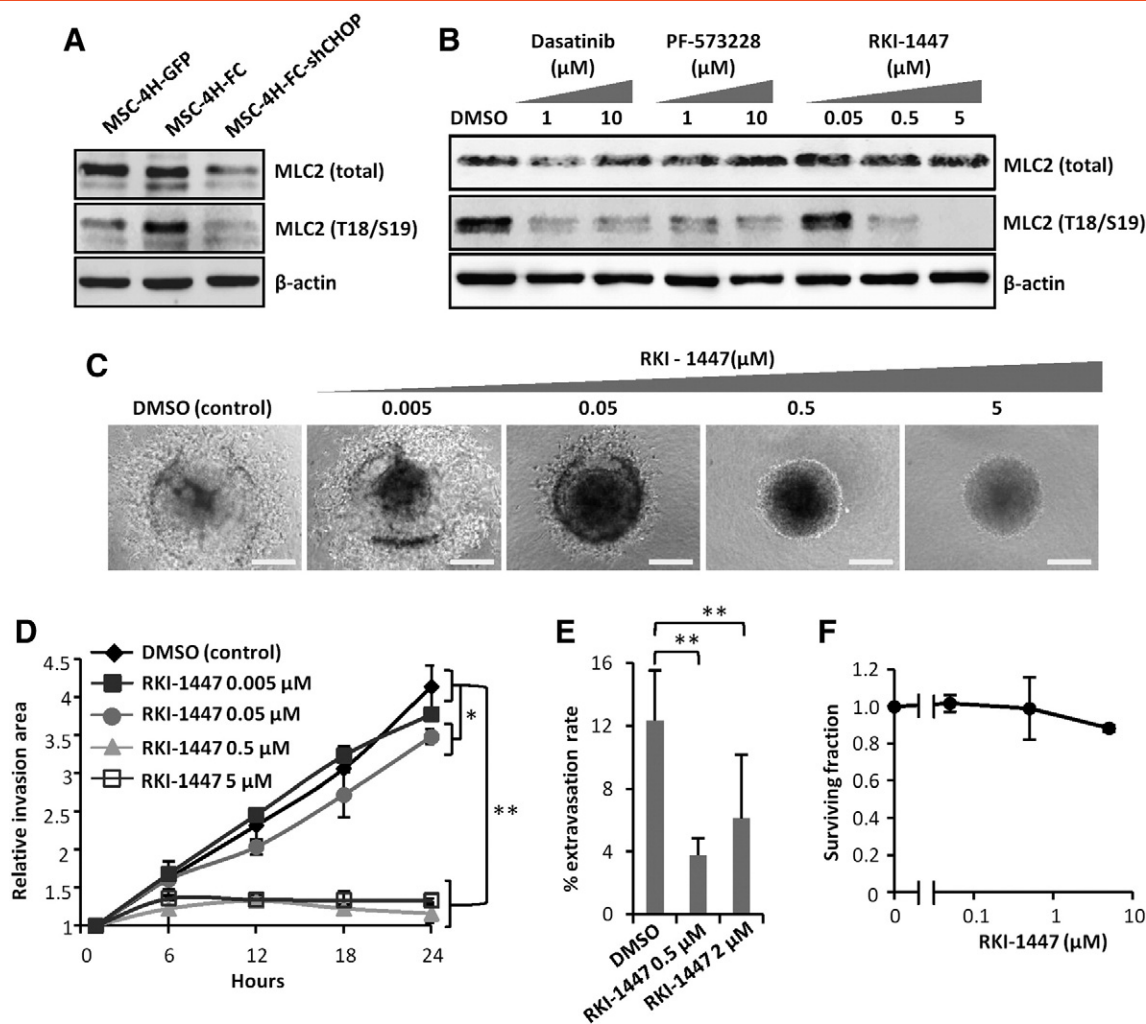 A
MSC-4H-GFP
MSC-4H-FC
MSC-4H-FC-shCHOP
MLC2 (total)
MLC2 (T18/S19)
β-actin
B
Dasatinib
(μM)
PF-573228
(μM)
RKI-1447
(μM)
DMSO 1 10 1 10 0.05 0.5 5
MLC2 (total)
MLC2 (T18/S19)
β-actin
C
RKI - 1447(μM)
DMSO (control) 0.005 0.05 0.5 5
D
DMSO (control)
RKI-1447 0.005 μM
RKI-1447 0.05 μM
RKI-1447 0.5 μM
RKI-1447 5 μM
Relative invasion area
4.5
4
3.5
3
2.5
2
1.5
1
0 6 12 18 24
Hours
*
**
E
**
**
% extravasation rate
16
12
8
4
0
DMSO
RKI-1447 0.5 μM
RKI-1447 2 μM
F
Surviving fraction
1.2
1.0
0.8
0.6
0.4
0.2
0
0 0.1 1 10
RKI-1447 (μM)